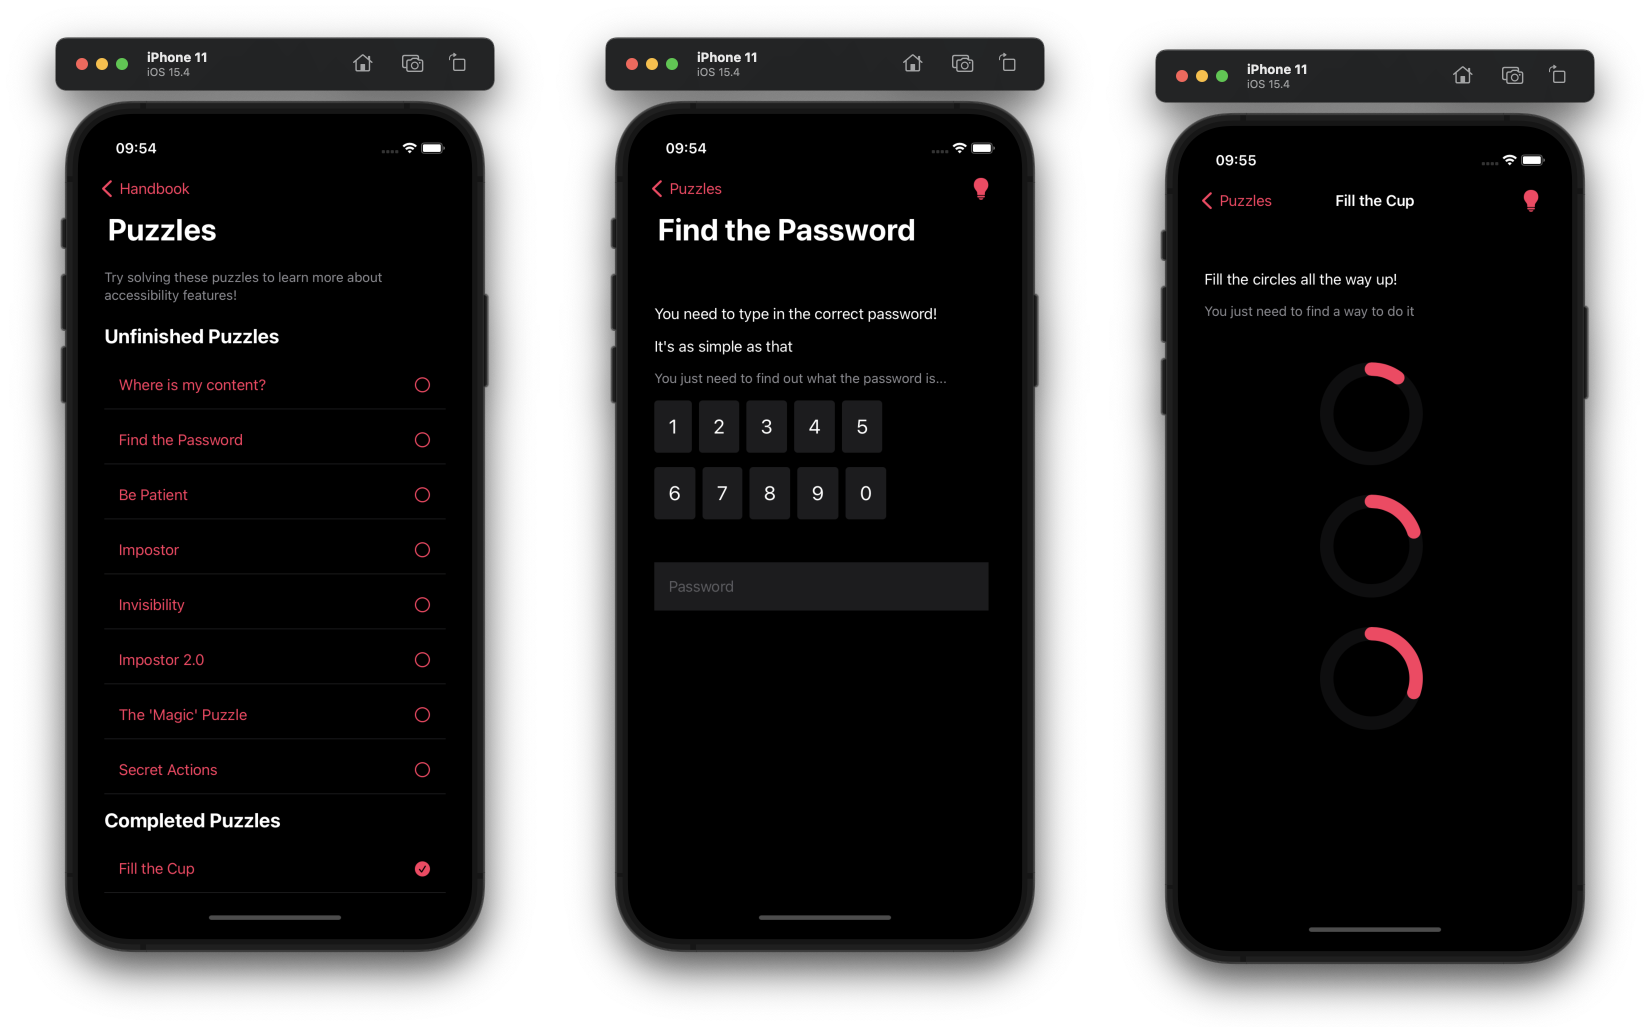 iPhone 11
iOS 15.4
09:54
Handbook
Puzzles
Try solving these puzzles to learn more about
accessibility features!
Unfinished Puzzles
Where is my content?
Find the Password
Be Patient
Impostor
Invisibility
Impostor 2.0
The 'Magic' Puzzle
Secret Actions
Completed Puzzles
Fill the Cup
iPhone 11
iOS 15.4
09:54
Puzzles
Find the Password
You need to type in the correct password!
It's as simple as that
You just need to find out what the password is...
1 2 3 4 5
6 7 8 9 0
Password
iPhone 11
iOS 15.4
09:55
Puzzles Fill the Cup
Fill the circles all the way up!
You just need to find a way to do it